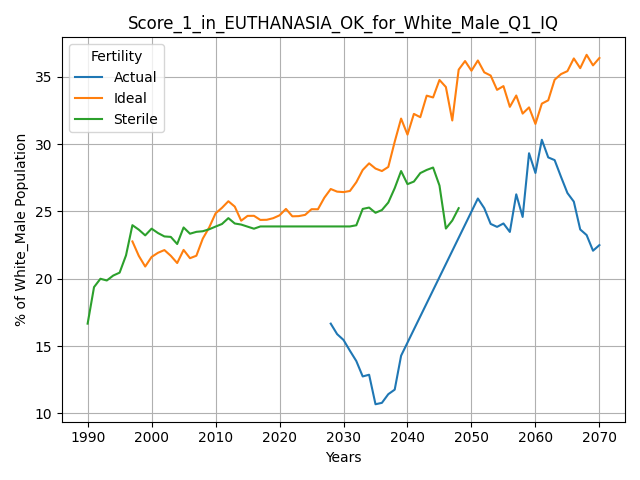 Score_1_in_EUTHANASIA_OK_for_White_Male_Q1_IQ
Fertility
Actual
Ideal
Sterile
% of White_Male Population
35
30
25
20
15
10
1990 2000 2010 2020 2030 2040 2050 2060 2070
Years